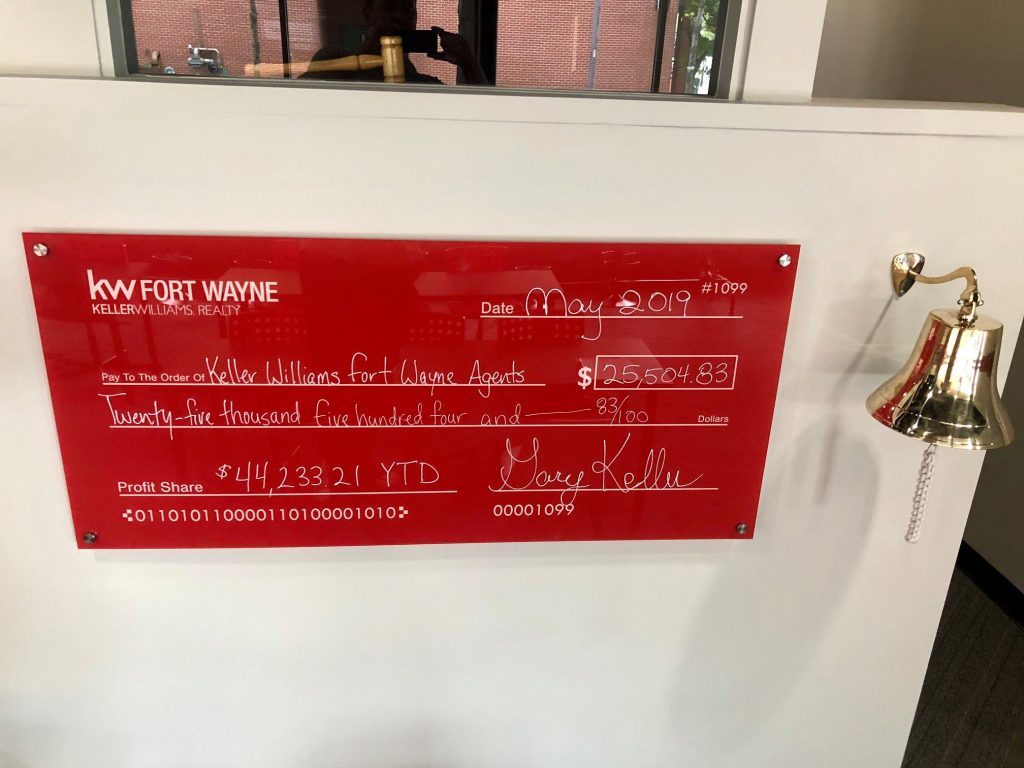 kw FORT WAYNE
KELLERWILLIAMS. REALTY
#1099
Date May 2019
Pay To The Order Of Keller Williams Fort Wayne Agents $ 25,504.83
Twenty-five thousand five hundred four and — 83/100 Dollars
Profit Share $44,233.21 YTD Gary Keller
0110101100001101000010​10
00001099